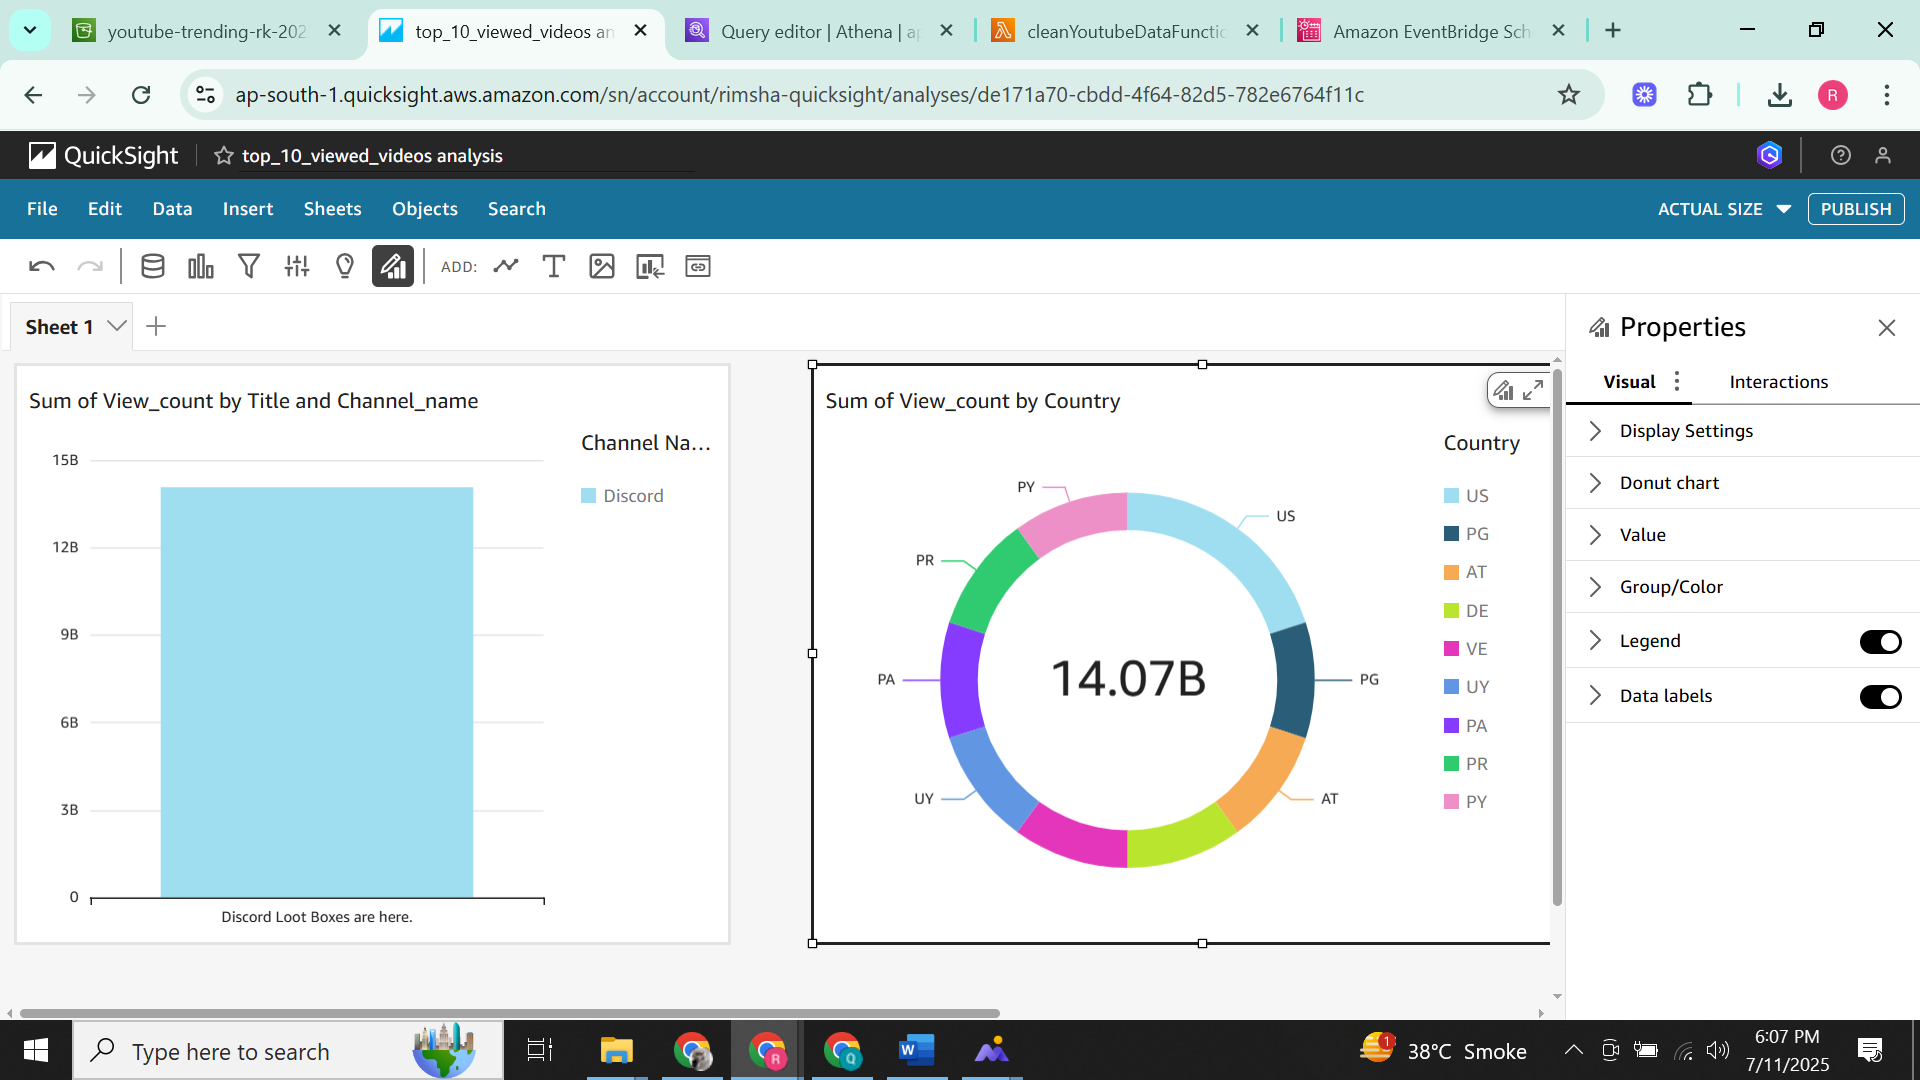 youtube-trending-rk-202
top_10_viewed_videos an
Query editor | Athena | a
cleanYoutubeDataFunctic
Amazon EventBridge Sch
ap-south-1.quicksight.aws.amazon.com/sn/account/rimsha-quicksight/analyses/de171a70-cbdd-4f64-82d5-782e6764f11c
R
QuickSight
top_10_viewed_videos analysis
File Edit Data Insert Sheets Objects Search
ACTUAL SIZE
PUBLISH
ADD:
Sheet 1
Properties
Visual
Interactions
Display Settings
Donut chart
Value
Group/Color
Legend
Data labels
Sum of View_count by Title and Channel_name
Channel Na...
Discord
15B
12B
9B
6B
3B
0
Discord Loot Boxes are here.
Sum of View_count by Country
Country
US
PG
AT
DE
VE
UY
PA
PR
PY
PY
US
PR
PA
14.07B
PG
UY
AT
Type here to search
R
Q
W
1
38°C Smoke
6:07 PM
7/11/2025